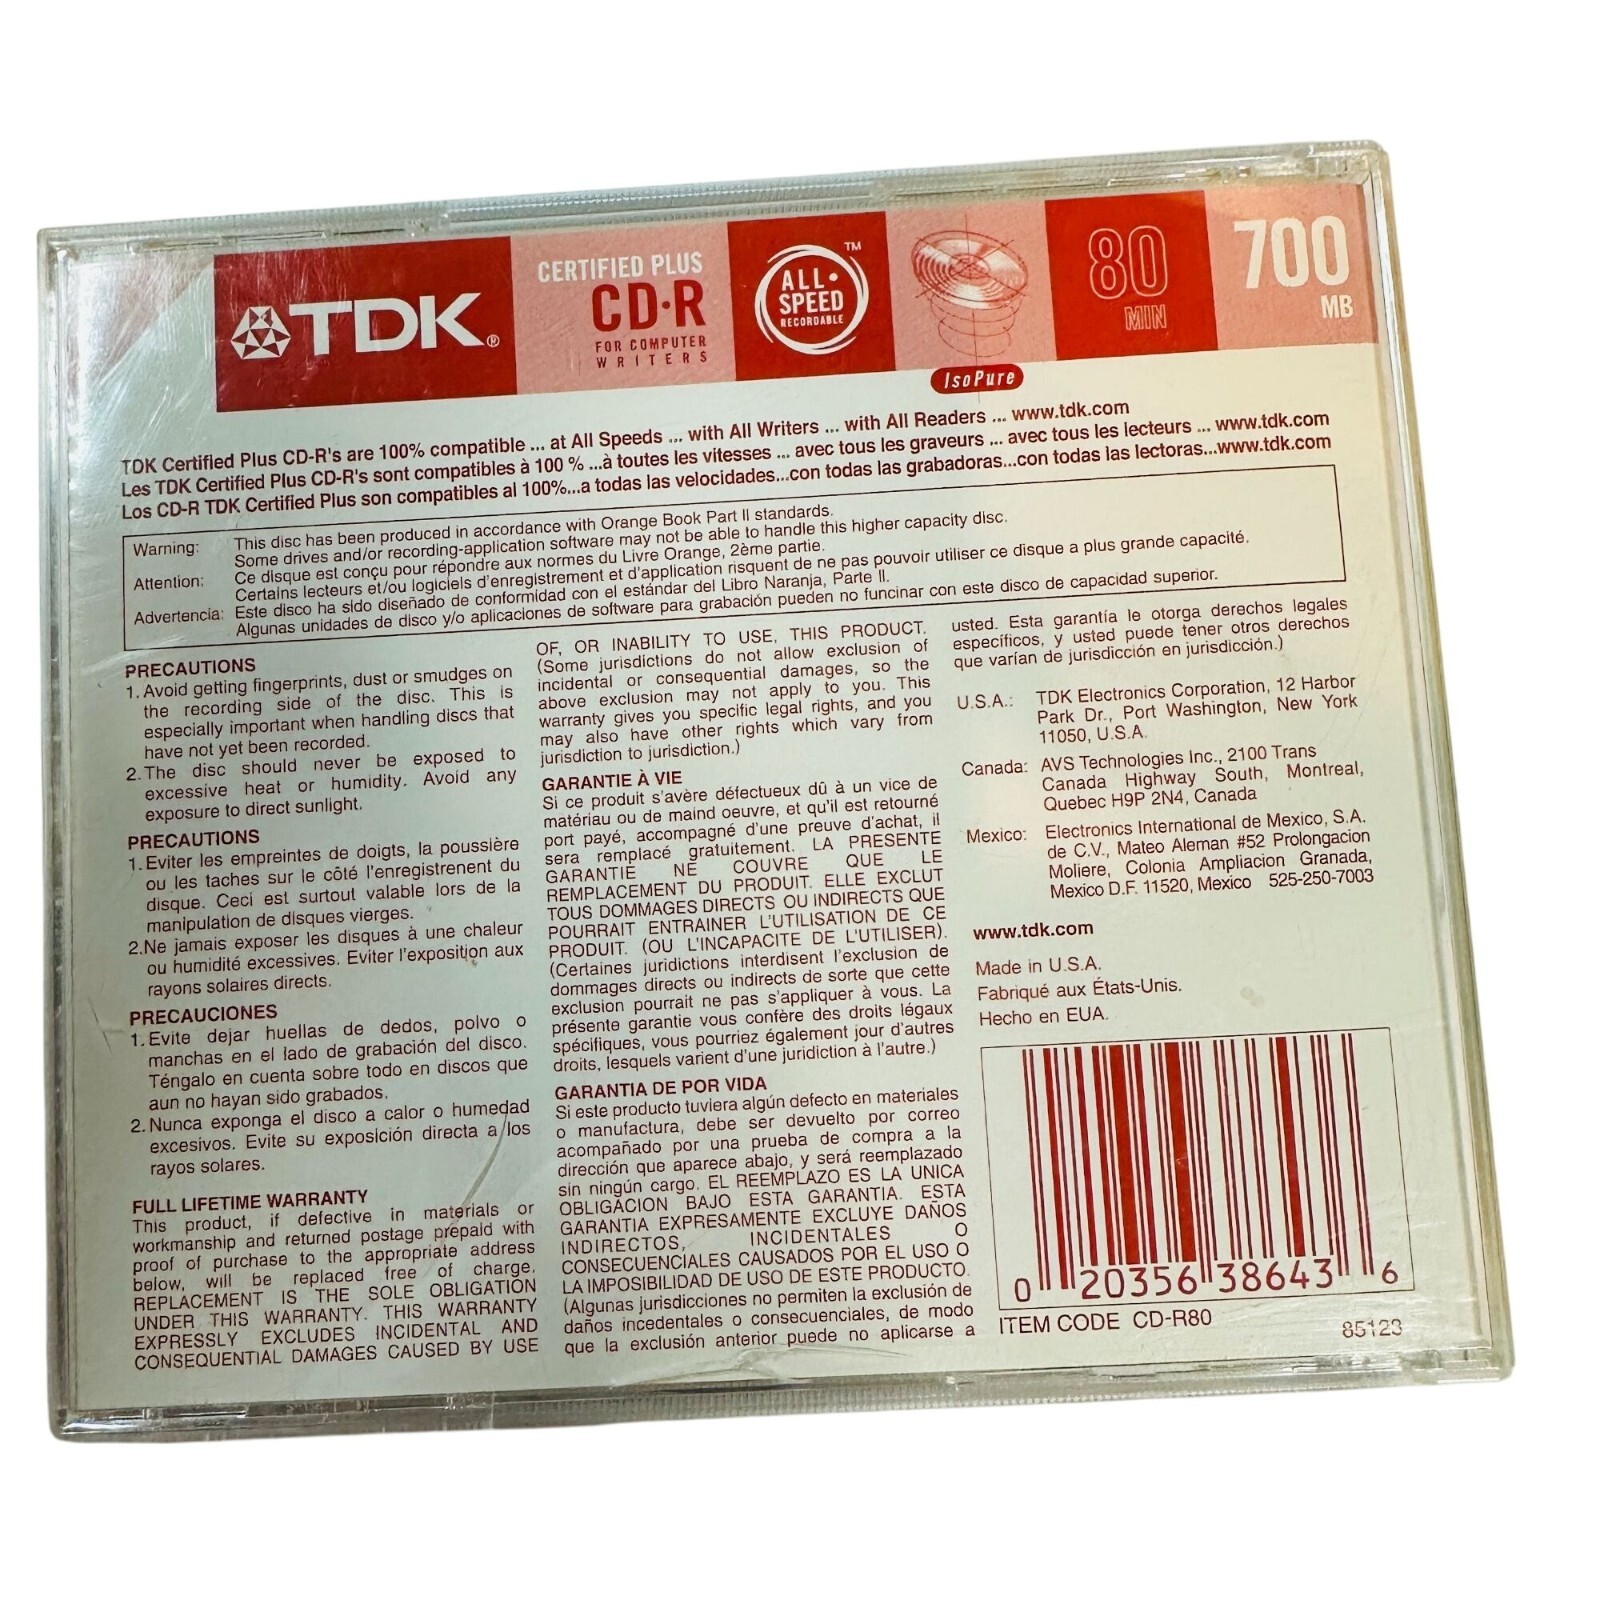 TDK®
CERTIFIED PLUS
CD·R
FOR COMPUTER
WRITERS
ALL·
SPEED
RECORDABLE
™
IsoPure
80
MIN
700
MB
TDK Certified Plus CD-R's are 100% compatible ... at All Speeds ... with All Writers ... with All Readers ... www.tdk.com
Les TDK Certified Plus CD-R's sont compatibles à 100 % ...à toutes les vitesses ... avec tous les graveurs ... avec tous les lecteurs ... www.tdk.com
Los CD-R TDK Certified Plus son compatibles al 100%...a todas las velocidades...con todas las grabadoras...con todas las lectoras...www.tdk.com
Warning: This disc has been produced in accordance with Orange Book Part II standards.
Some drives and/or recording-application software may not be able to handle this higher capacity disc.
Attention: Ce disque est conçu pour répondre aux normes du Livre Orange, 2ème partie.
Certains lecteurs et/ou logiciels d'enregistrement et d'application risquent de ne pas pouvoir utiliser ce disque a plus grande capacité.
Advertencia: Este disco ha sido diseñado de conformidad con el estándar del Libro Naranja, Parte II.
Algunas unidades de disco y/o aplicaciones de software para grabación pueden no funcinar con este disco de capacidad superior.
PRECAUTIONS
1. Avoid getting fingerprints, dust or smudges on
the recording side of the disc. This is
especially important when handling discs that
have not yet been recorded.
2. The disc should never be exposed to
excessive heat or humidity. Avoid any
exposure to direct sunlight.
PRECAUTIONS
1. Eviter les empreintes de doigts, la poussière
ou les taches sur le côté l'enregistrenent du
disque. Ceci est surtout valable lors de la
manipulation de disques vierges.
2.Ne jamais exposer les disques à une chaleur
ou humidité excessives. Eviter l'exposition aux
rayons solaires directs.
PRECAUCIONES
1. Evite dejar huellas de dedos, polvo o
manchas en el lado de grabación del disco.
Téngalo en cuenta sobre todo en discos que
aun no hayan sido grabados.
2. Nunca exponga el disco a calor o humedad
excesivos. Evite su exposición directa a los
rayos solares.
FULL LIFETIME WARRANTY
This product, if defective in materials or
workmanship and returned postage prepaid with
proof of purchase to the appropriate address
below, will be replaced free of charge.
REPLACEMENT IS THE SOLE OBLIGATION
UNDER THIS WARRANTY. THIS WARRANTY
EXPRESSLY EXCLUDES INCIDENTAL AND
CONSEQUENTIAL DAMAGES CAUSED BY USE
OF, OR INABILITY TO USE, THIS PRODUCT.
(Some jurisdictions do not allow exclusion of
incidental or consequential damages, so the
above exclusion may not apply to you. This
warranty gives you specific legal rights, and you
may also have other rights which vary from
jurisdiction to jurisdiction.)
GARANTIE À VIE
Si ce produit s'avère défectueux dû à un vice de
matériau ou de maind oeuvre, et qu'il est retourné
port payé, accompagné d'une preuve d'achat, il
sera remplacé gratuitement. LA PRESENTE
GARANTIE NE COUVRE QUE LE
REMPLACEMENT DU PRODUIT. ELLE EXCLUT
TOUS DOMMAGES DIRECTS OU INDIRECTS QUE
POURRAIT ENTRAINER L'UTILISATION DE CE
PRODUIT. (OU L'INCAPACITE DE L'UTILISER).
(Certaines juridictions interdisent l'exclusion de
dommages directs ou indirects de sorte que cette
exclusion pourrait ne pas s'appliquer à vous. La
présente garantie vous confère des droits légaux
spécifiques, vous pourriez également jour d'autres
droits, lesquels varient d'une juridiction à l'autre.)
GARANTIA DE POR VIDA
Si este producto tuviera algún defecto en materiales
o manufactura, debe ser devuelto por correo
acompañado por una prueba de compra a la
dirección que aparece abajo, y será reemplazado
sin ningún cargo. EL REEMPLAZO ES LA UNICA
OBLIGACION BAJO ESTA GARANTIA. ESTA
GARANTIA EXPRESAMENTE EXCLUYE DAÑOS
INDIRECTOS, INCIDENTALES O
CONSECUENCIALES CAUSADOS POR EL USO O
LA IMPOSIBILIDAD DE USO DE ESTE PRODUCTO.
(Algunas jurisdicciones no permiten la exclusión de
daños incedentales o consecuenciales, de modo
que la exclusión anterior puede no aplicarse a
usted. Esta garantía le otorga derechos legales
específicos, y usted puede tener otros derechos
que varían de jurisdicción en jurisdicción.)
U.S.A.: TDK Electronics Corporation, 12 Harbor
Park Dr., Port Washington, New York
11050, U.S.A.
Canada: AVS Technologies Inc., 2100 Trans
Canada Highway South, Montreal,
Quebec H9P 2N4, Canada
Mexico: Electronics International de Mexico, S.A.
de C.V., Mateo Aleman #52 Prolongacion
Moliere, Colonia Ampliacion Granada,
Mexico D.F. 11520, Mexico 525-250-7003
www.tdk.com
Made in U.S.A.
Fabriqué aux États-Unis.
Hecho en EUA.
0 20356 38643 6
ITEM CODE CD-R80
85123